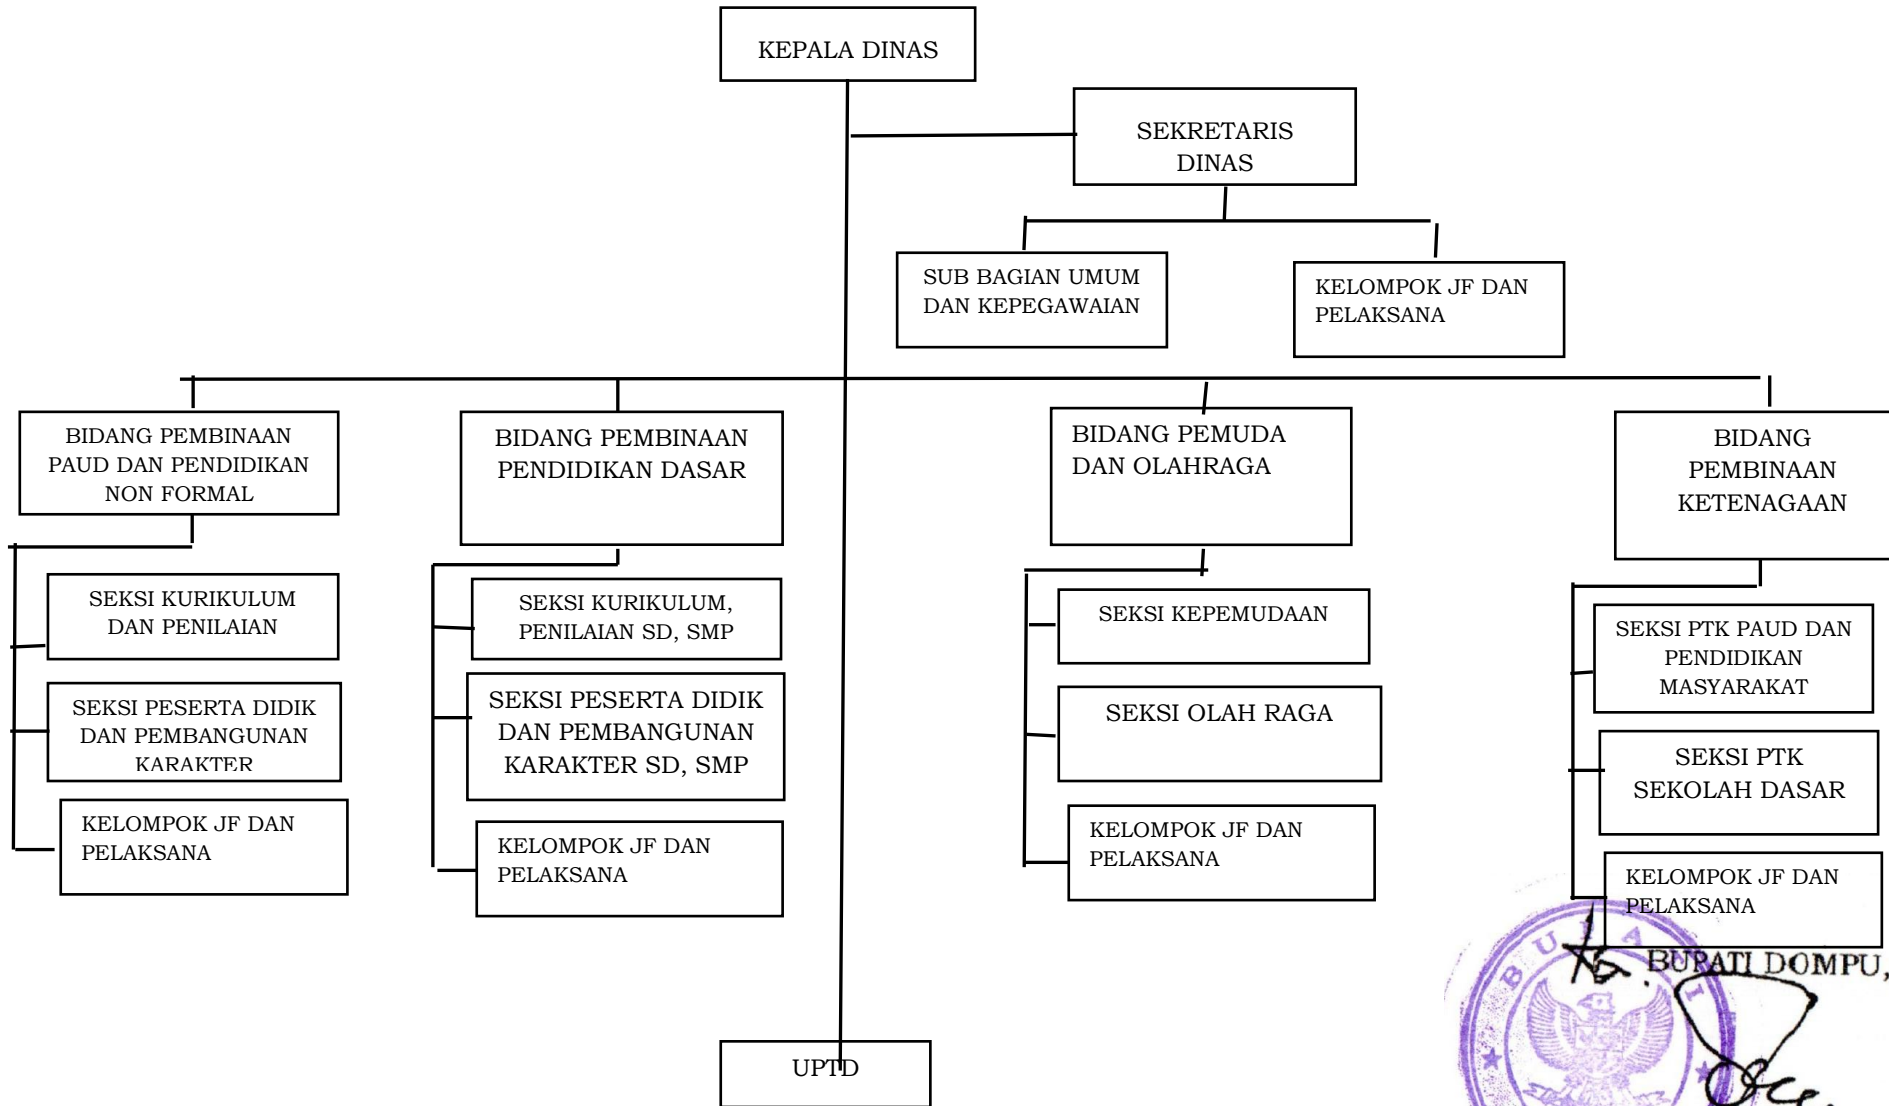 KEPALA DINAS
SEKRETARIS
DINAS
SUB BAGIAN UMUM
DAN KEPEGAWAIAN
KELOMPOK JF DAN
PELAKSANA
BIDANG PEMBINAAN
PAUD DAN PENDIDIKAN
NON FORMAL
BIDANG PEMBINAAN
PENDIDIKAN DASAR
BIDANG PEMUDA
DAN OLAHRAGA
BIDANG
PEMBINAAN
KETENAGAAN
SEKSI KURIKULUM
DAN PENILAIAN
SEKSI PESERTA DIDIK
DAN PEMBANGUNAN
KARAKTER
KELOMPOK JF DAN
PELAKSANA
SEKSI KURIKULUM,
PENILAIAN SD, SMP
SEKSI PESERTA DIDIK
DAN PEMBANGUNAN
KARAKTER SD, SMP
KELOMPOK JF DAN
PELAKSANA
SEKSI KEPEMUDAAN
SEKSI OLAH RAGA
KELOMPOK JF DAN
PELAKSANA
SEKSI PTK PAUD DAN
PENDIDIKAN
MASYARAKAT
SEKSI PTK
SEKOLAH DASAR
KELOMPOK JF DAN
PELAKSANA
BUPATI DOMPU,
BUPATI
UPTD